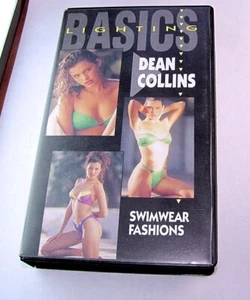 BASICS
LIGHTING
DEAN
COLLINS
SWIMWEAR
FASHIONS